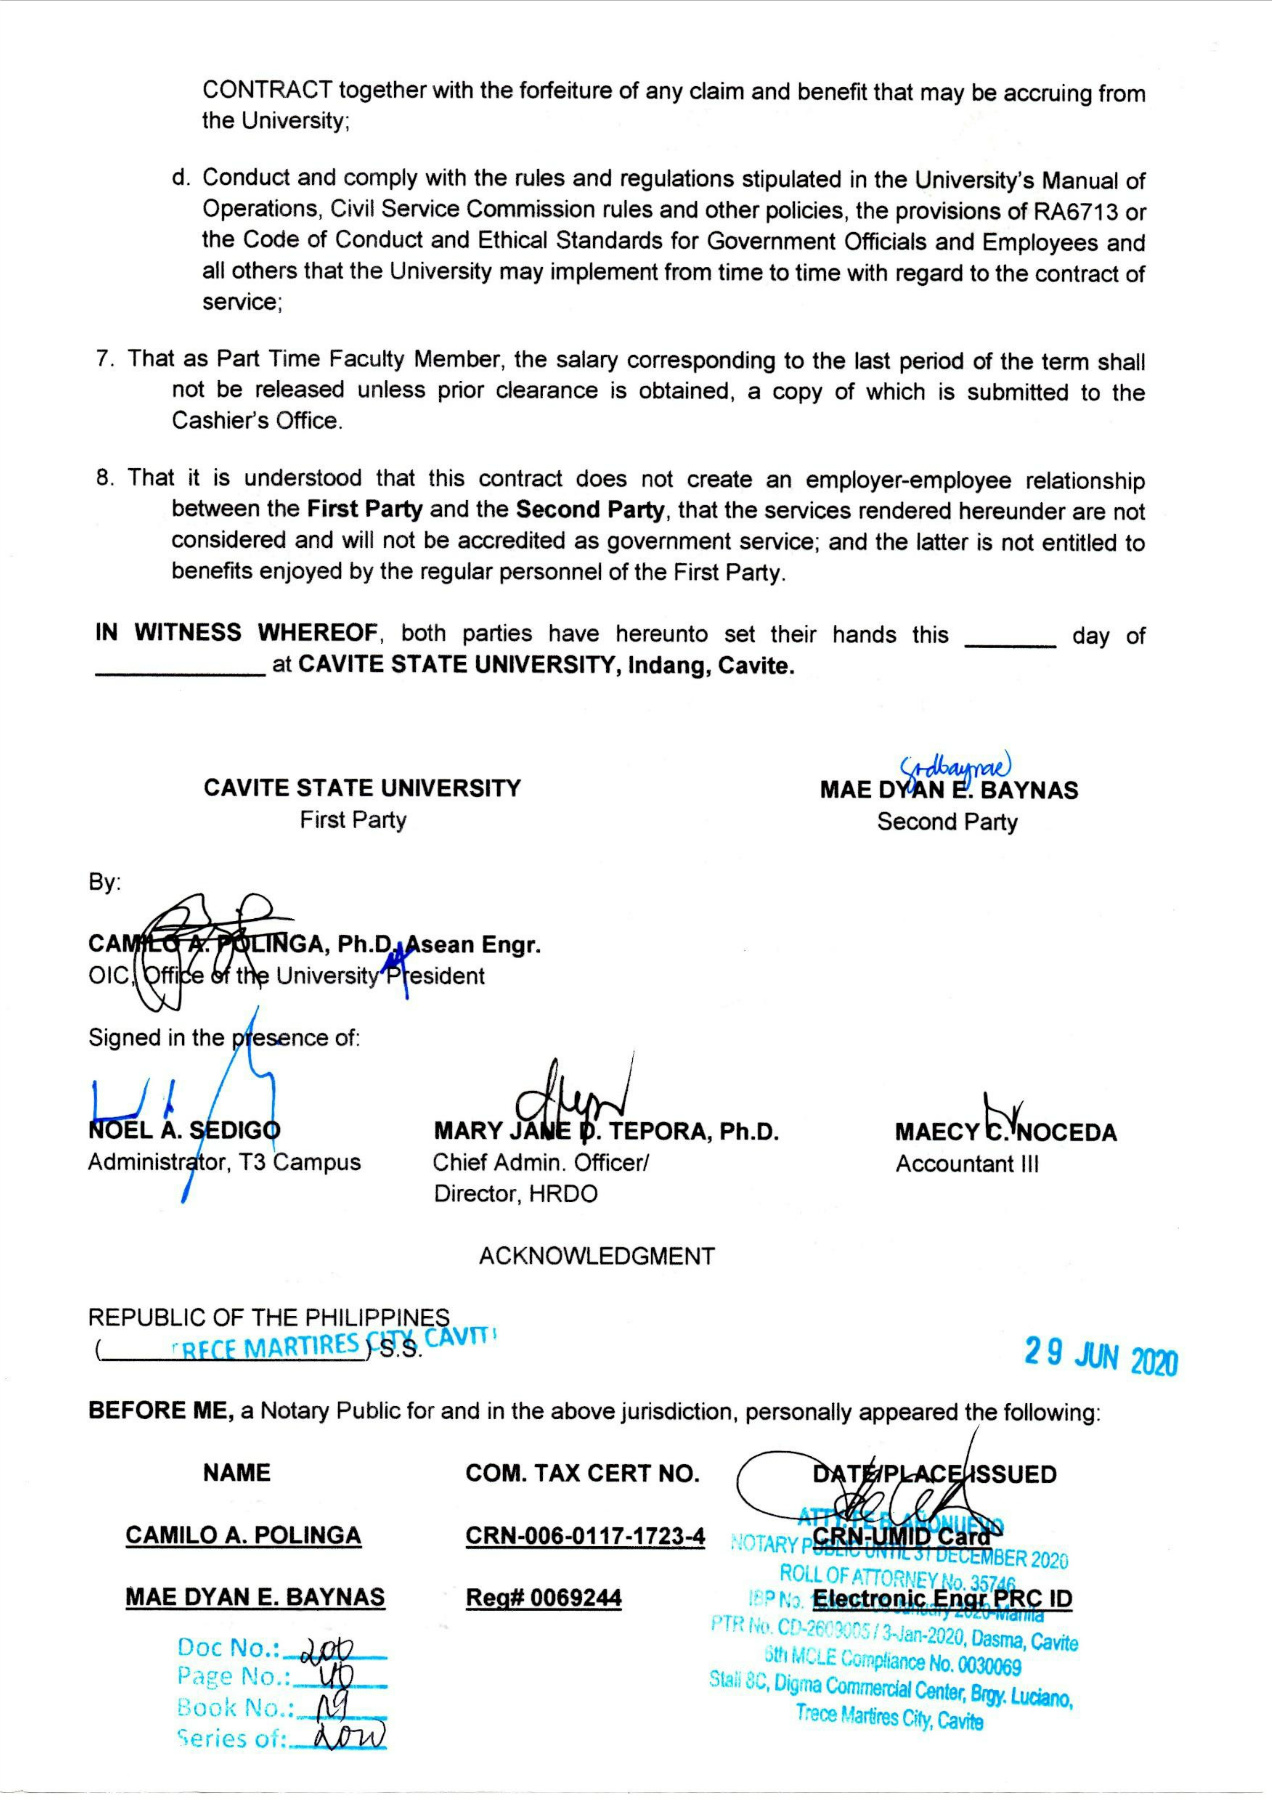 CONTRACT together with the forfeiture of any claim and benefit that may be accruing from
the University;
d. Conduct and comply with the rules and regulations stipulated in the University's Manual of
Operations, Civil Service Commission rules and other policies, the provisions of RA6713 or
the Code of Conduct and Ethical Standards for Government Officials and Employees and
all others that the University may implement from time to time with regard to the contract of
service;
7. That as Part Time Faculty Member, the salary corresponding to the last period of the term shall
not be released unless prior clearance is obtained, a copy of which is submitted to the
Cashier's Office.
8. That it is understood that this contract does not create an employer-employee relationship
between the First Party and the Second Party, that the services rendered hereunder are not
considered and will not be accredited as government service; and the latter is not entitled to
benefits enjoyed by the regular personnel of the First Party.
IN WITNESS WHEREOF, both parties have hereunto set their hands this _______ day of
_____________ at CAVITE STATE UNIVERSITY, Indang, Cavite.
CAVITE STATE UNIVERSITY MAE DYAN E. BAYNAS
First Party Second Party
By:
CAMILO A. POLINGA, Ph.D. Asean Engr.
OIC, Office of the University President
Signed in the presence of:
NOEL A. SEDIGO MARY JANE D. TEPORA, Ph.D. MAECY C. NOCEDA
Administrator, T3 Campus Chief Admin. Officer/ Accountant III
Director, HRDO
ACKNOWLEDGMENT
REPUBLIC OF THE PHILIPPINES
( RECE MARTIRES CITY, CAVIT ) S.S.
29 JUN 2020
BEFORE ME, a Notary Public for and in the above jurisdiction, personally appeared the following:
NAME COM. TAX CERT NO. DATE/PLACE/ISSUED
CAMILO A. POLINGA CRN-006-0117-1723-4 CRN-UMID Card
NOTARY PUBLIC UNTIL 31 DECEMBER 2020
ROLL OF ATTORNEY No. 35746
MAE DYAN E. BAYNAS Reg# 0069244 Electronic Engr PRC ID
IBP No. January 2020-Manila
PTR No. CD-2609005 / 3-Jan-2020, Dasma, Cavite
MCLE Compliance No. 0030069
Stall 8C, Digma Commercial Center, Brgy. Luciano,
Trece Martires City, Cavite
Doc No.: 200
Page No.: 40
Book No.: 
Series of: